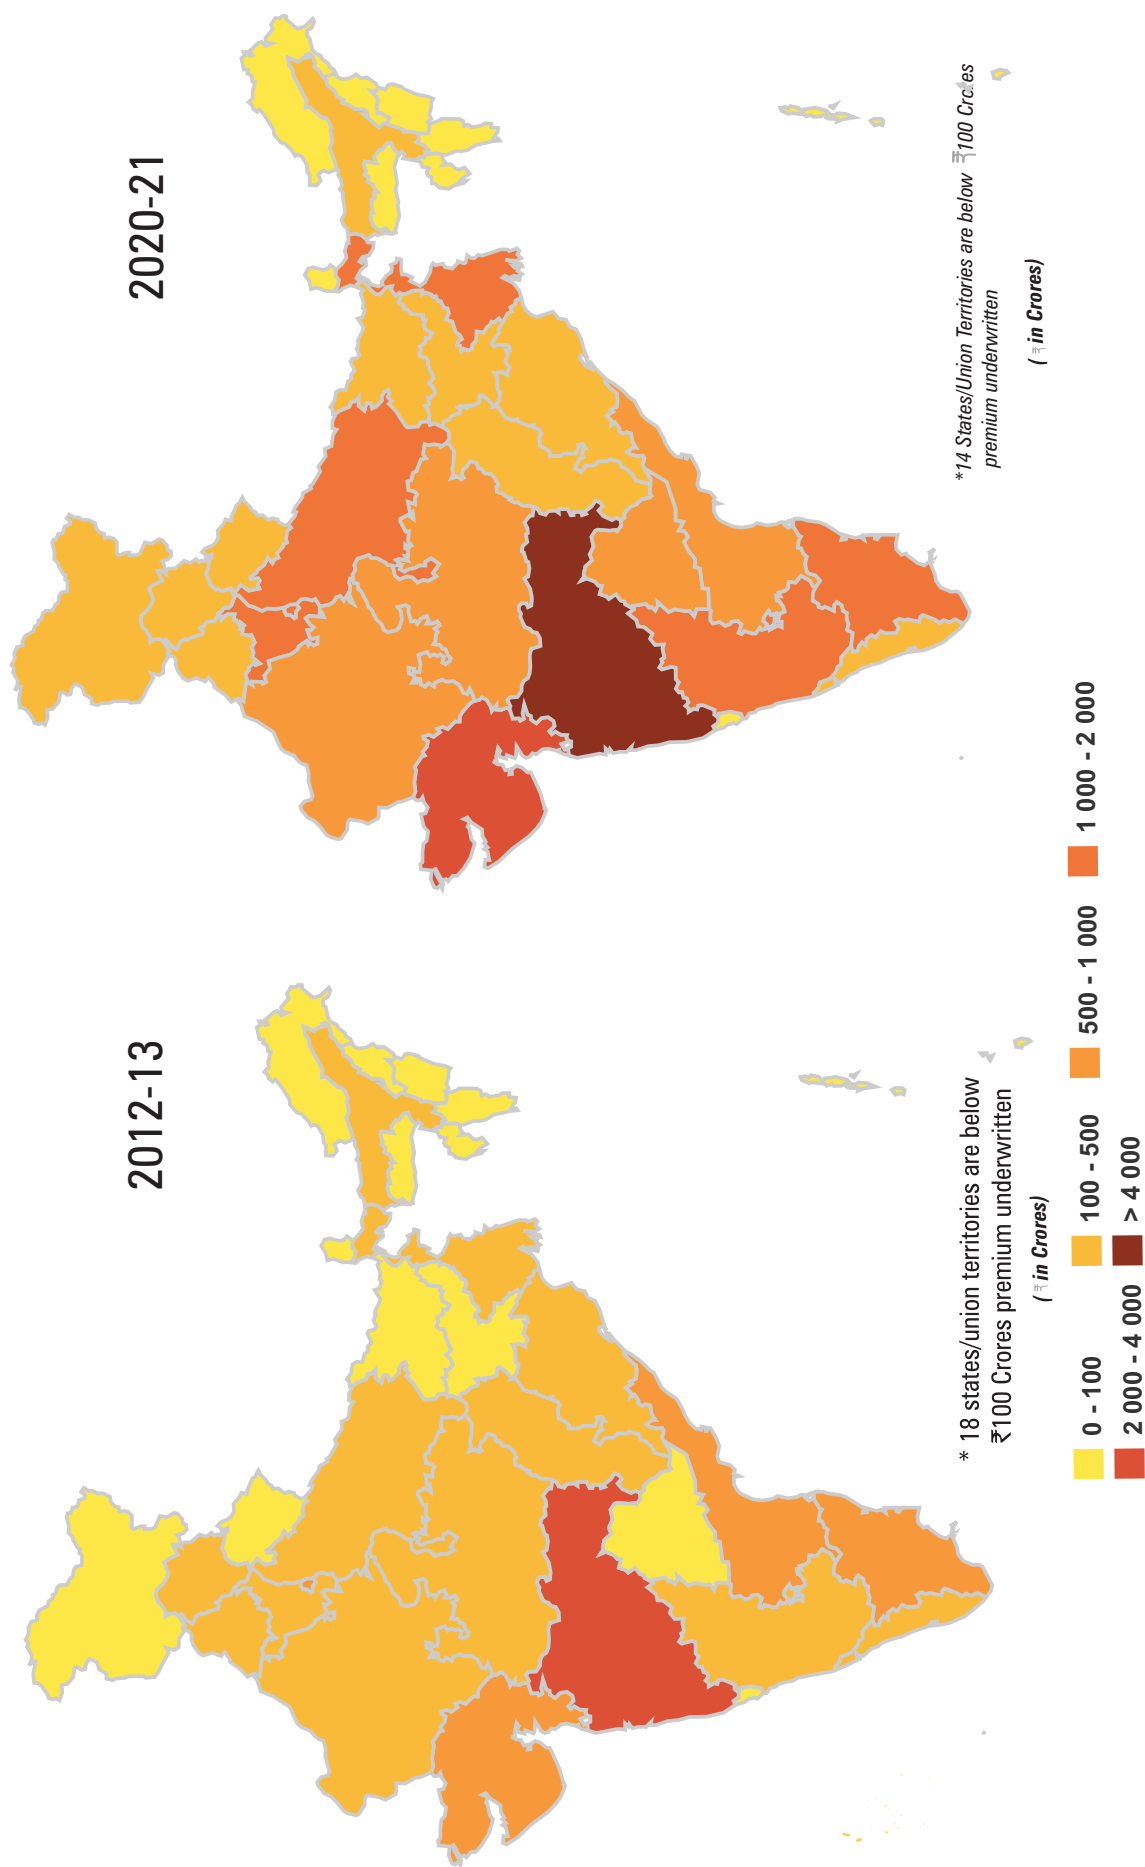 2012-13
* 18 states/union territories are below
₹100 Crores premium underwritten
(₹ in Crores)
2020-21
*14 States/Union Territories are below ₹100 Crores
premium underwritten
(₹ in Crores)
0 - 100
100 - 500
500 - 1 000
1 000 - 2 000
2 000 - 4 000
> 4 000